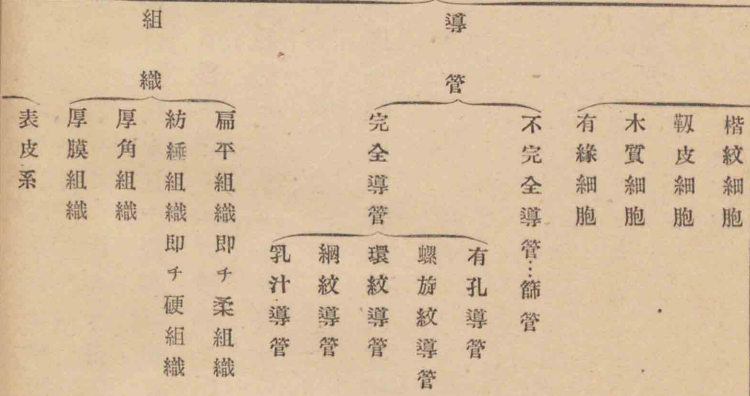 楷紋細胞
靱皮細胞
木質細胞
有緣細胞
導管
不完全導管…篩管
完全導管
有孔導管
螺旋紋導管
環紋導管
網紋導管
乳汁導管
組織
扁平組織即チ柔組織
紡綞組織即チ硬組織
厚角組織
厚膜組織
表皮系